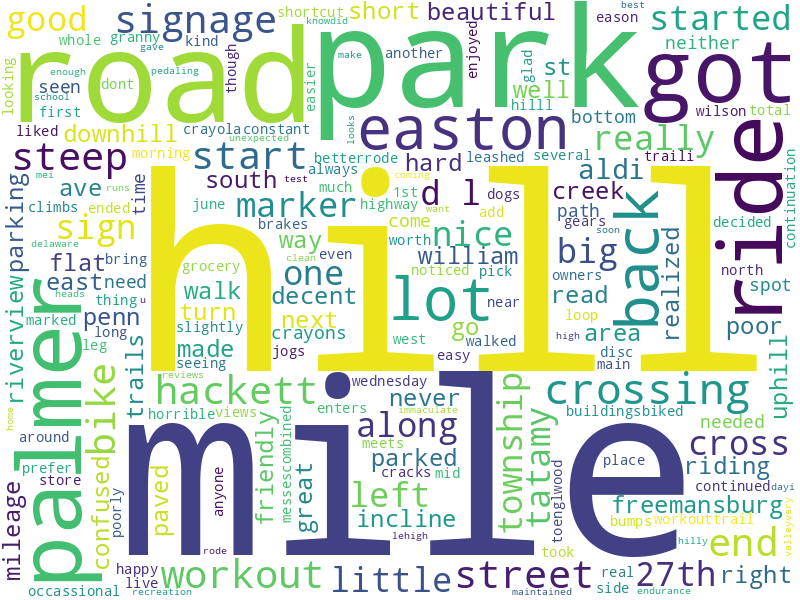 good
signage
shortcut
knowdid
short
beautiful
eason
best
started
whole
granny
gave
kind
though
make
another
enjoyed
glad
st
neither
looking
road
park
got
seen
enough
pedaling
dont
easier
hilll
well
first
school
crayola
constant
unexpected
looks
easton
bottom
wilson
total
liked
downhill
really
ride
steep
morning
start
betterrode
hard
leashed
several
aldi
traili
mei
runs
always
coming
south
test
much
1st
d l
dogs
creek
ave
time
june
highway
want
path
decided
continuation
parking
climbs
ended
marker
brakes
come
add
gears
soon
sign
way
even
worth
nice
back
delaware
clean
william
big
realized
north
flat
bring
grocery
one
noticed
pick
owners
spot
riverview
east
need
walk
decent
lot
near
read
heads
thing
u
turn
loop
palmer
marked
penn
slightly
next
crayons
go
walked
area
poor
long
west
high
disc
leg
trails
made
seeing
jogs
easy
main
uphill
reviews
hill
bike
hackett
wednesday
never
crossing
home
horrible
views
enters
immaculate
buildingsbiked
around
friendly
messescombined
along
township
tatamy
needed
prefer
confused
meets
parked
cross
store
paved
great
cracks
mid
place
riding
mileage
poorly
anyone
left
mile
toenglwood
continued
dayi
incline
freemansburg
valleyvery
bumps
workouttrail
rode
lehigh
hilly
end
took
happy
live
workout
little
street
real
27th
right
occassional
recreation
maintained
side
endurance